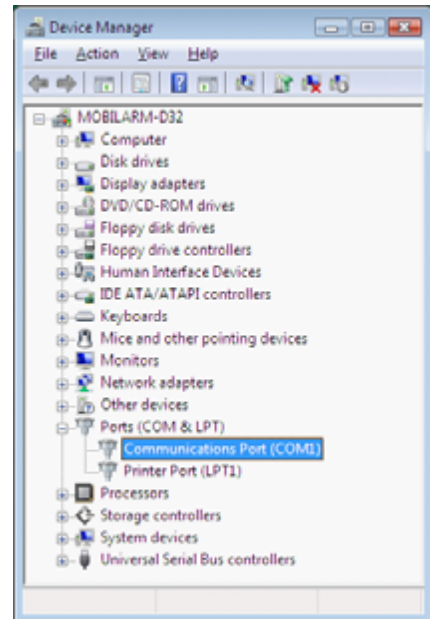 Device Manager
File Action View Help
MOBILARM-D32
Computer
Disk drives
Display adapters
DVD/CD-ROM drives
Floppy disk drives
Floppy drive controllers
Human Interface Devices
IDE ATA/ATAPI controllers
Keyboards
Mice and other pointing devices
Monitors
Network adapters
Other devices
Ports (COM & LPT)
Communications Port (COM1)
Printer Port (LPT1)
Processors
Storage controllers
System devices
Universal Serial Bus controllers